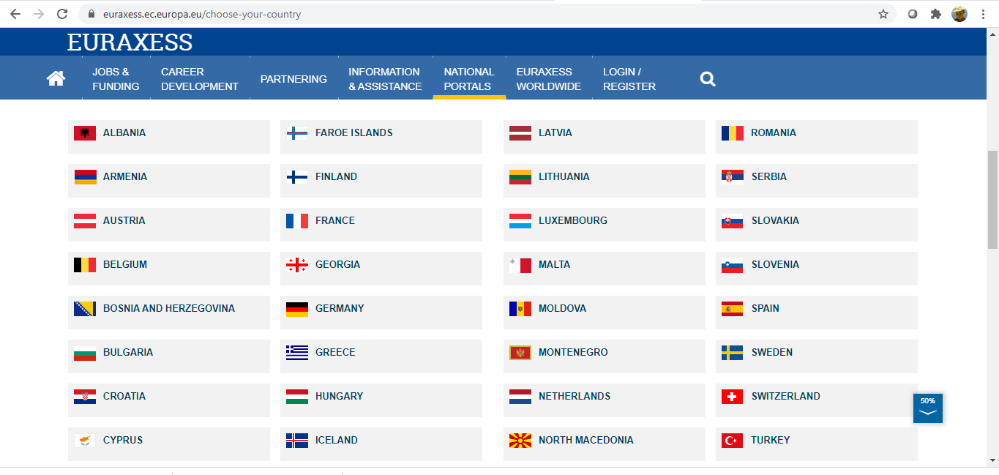 euraxess.ec.europa.eu/choose-your-country
EURAXESS
JOBS &
FUNDING
CAREER
DEVELOPMENT
PARTNERING
INFORMATION
& ASSISTANCE
NATIONAL
PORTALS
EURAXESS
WORLDWIDE
LOGIN /
REGISTER
ALBANIA
FAROE ISLANDS
LATVIA
ROMANIA
ARMENIA
FINLAND
LITHUANIA
SERBIA
AUSTRIA
FRANCE
LUXEMBOURG
SLOVAKIA
BELGIUM
GEORGIA
MALTA
SLOVENIA
BOSNIA AND HERZEGOVINA
GERMANY
MOLDOVA
SPAIN
BULGARIA
GREECE
MONTENEGRO
SWEDEN
CROATIA
HUNGARY
NETHERLANDS
SWITZERLAND
50%
CYPRUS
ICELAND
NORTH MACEDONIA
TURKEY